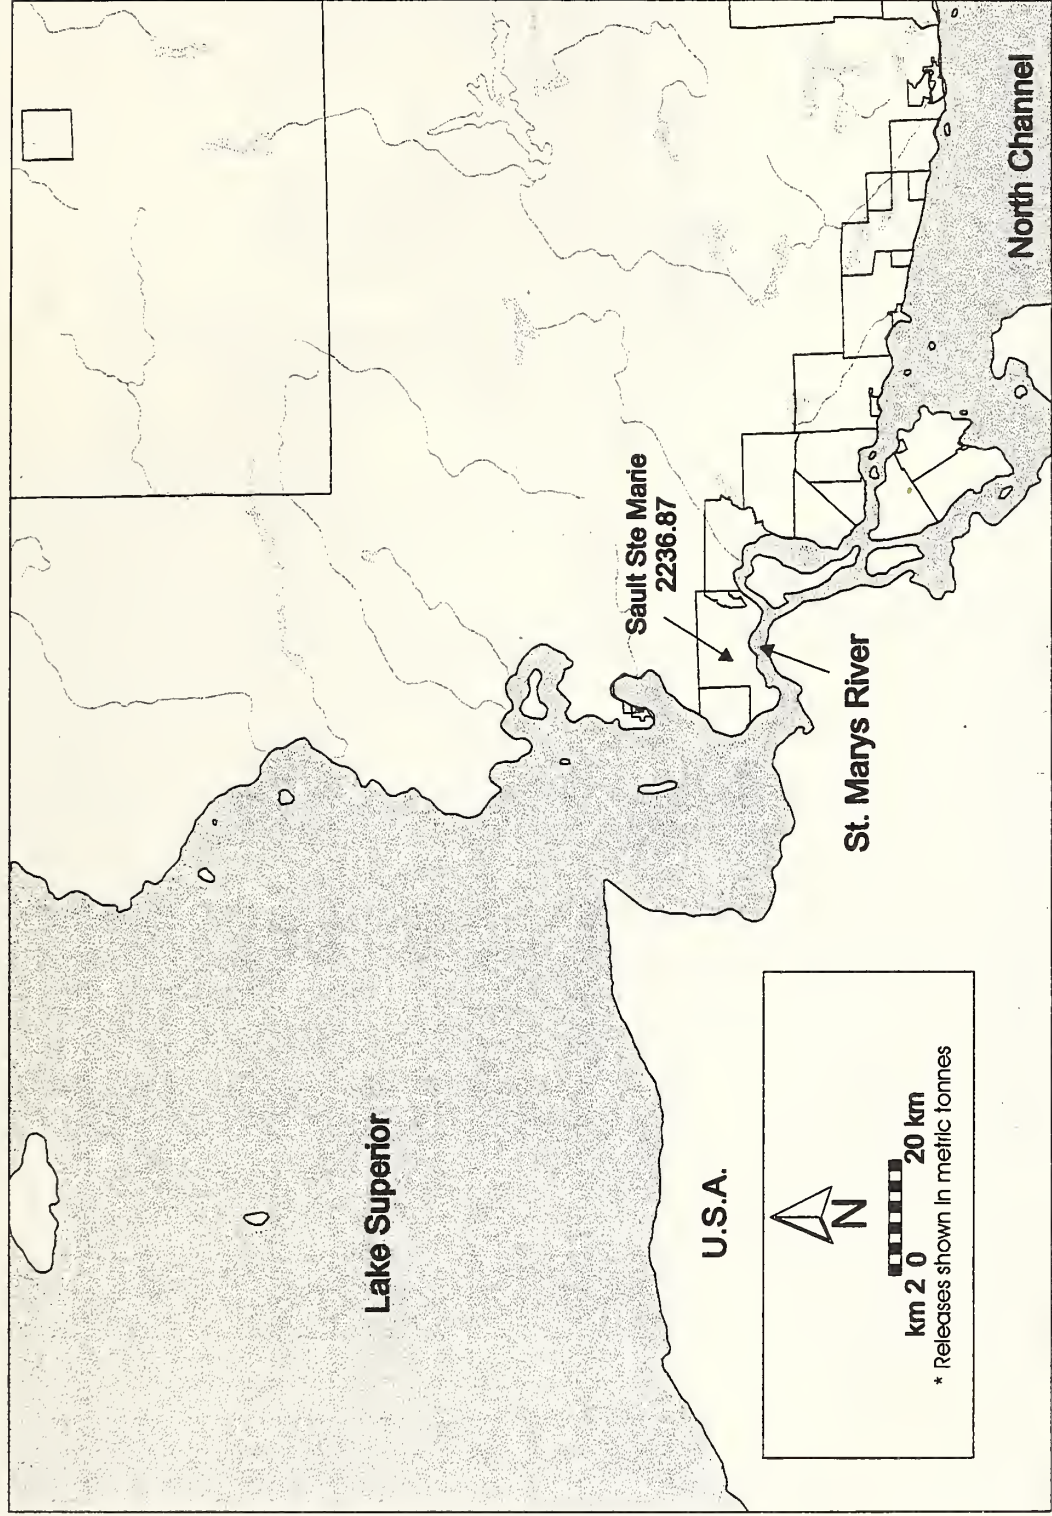 Lake Superior
Sault Ste Marie
2236.87
North Channel
St. Marys River
U.S.A.
N
km 2 0 20 km
* Releases shown in metric tonnes